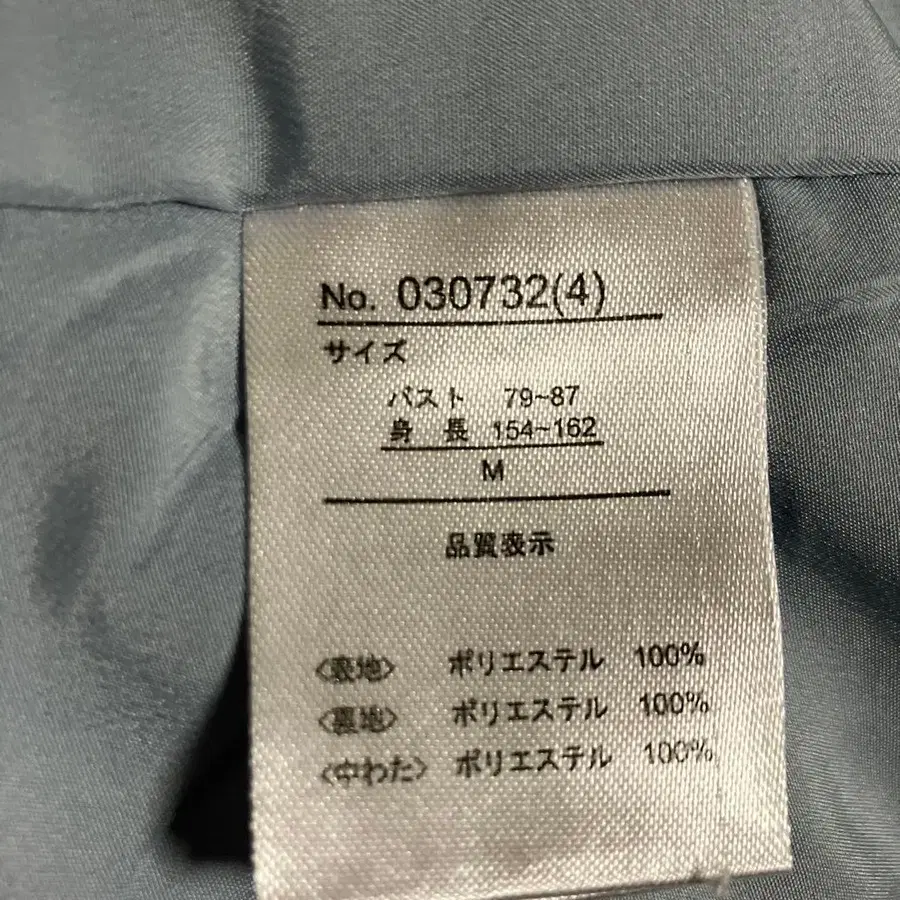 No. 030732(4)
サイズ
バスト 79~87
身 長 154~162
M
品質表示
<表地> ポリエステル 100%
<裏地> ポリエステル 100%
<中わた> ポリエステル 100%